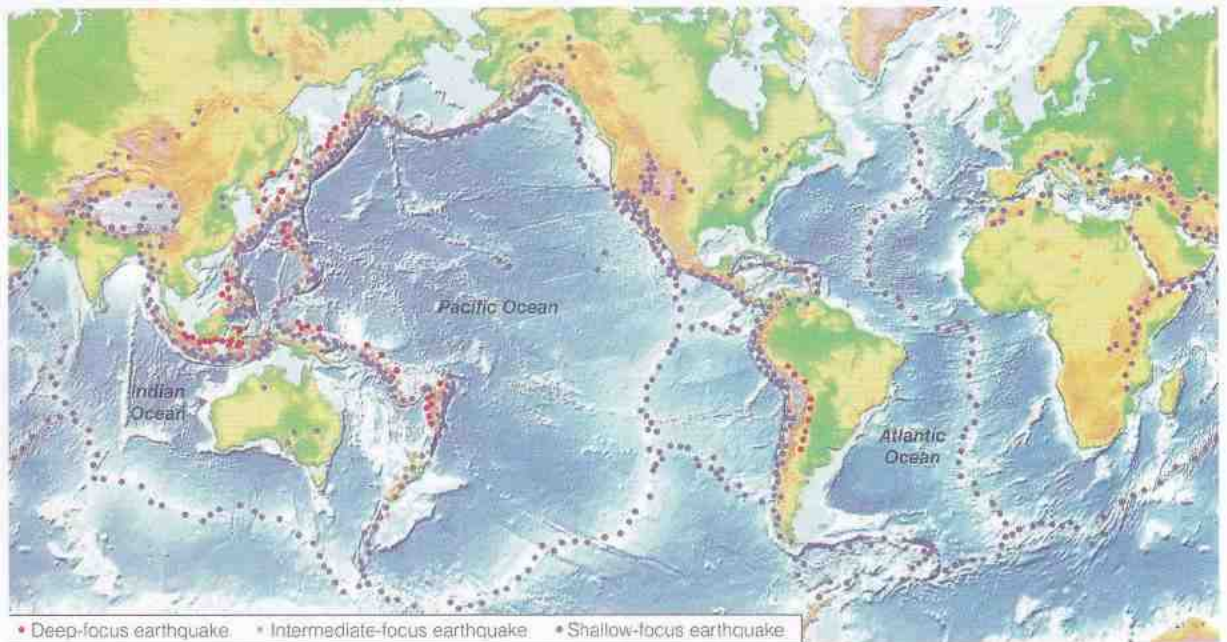 Pacific Ocean
Indian
Ocean
Atlantic
Ocean
• Deep-focus earthquake • Intermediate-focus earthquake • Shallow-focus earthquake